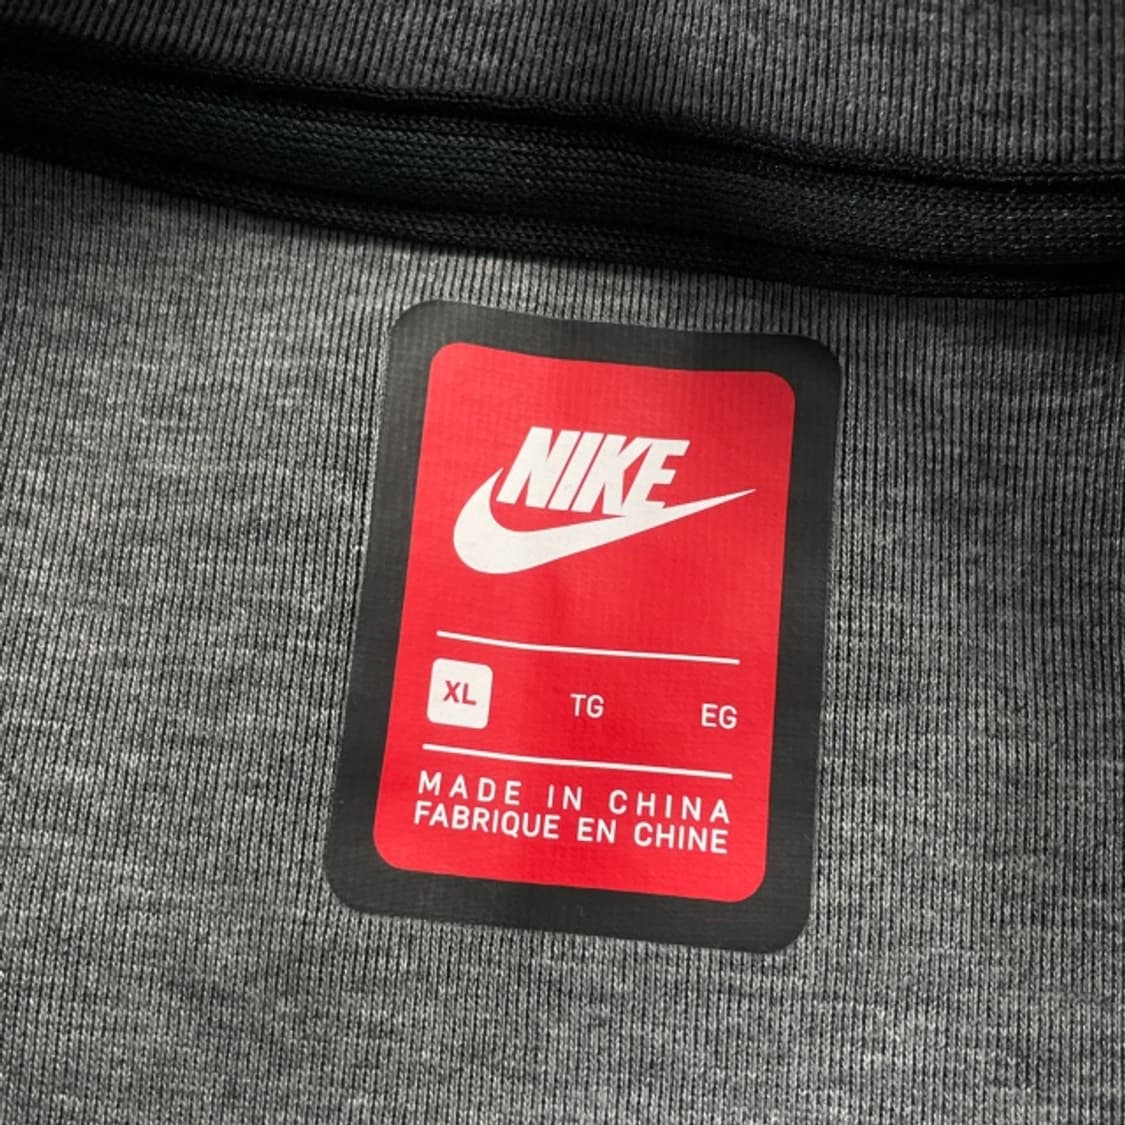 NIKE
XL TG EG
MADE IN CHINA
FABRIQUE EN CHINE